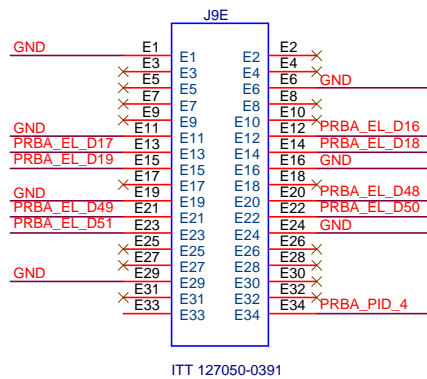 J9E
GND E1 E1 E2 E2
E3 E3 E4 E4
E5 E5 E6 E6 GND
E7 E7 E8 E8
E9 E9 E10 E10
GND E11 E11 E12 E12 PRBA_EL_D16
PRBA_EL_D17 E13 E13 E14 E14 PRBA_EL_D18
PRBA_EL_D19 E15 E15 E16 E16 GND
E17 E17 E18 E18
GND E19 E19 E20 E20 PRBA_EL_D48
PRBA_EL_D49 E21 E21 E22 E22 PRBA_EL_D50
PRBA_EL_D51 E23 E23 E24 E24 GND
E25 E25 E26 E26
E27 E27 E28 E28
GND E29 E29 E30 E30
E31 E31 E32 E32
E33 E33 E34 E34 PRBA_PID_4
ITT 127050-0391